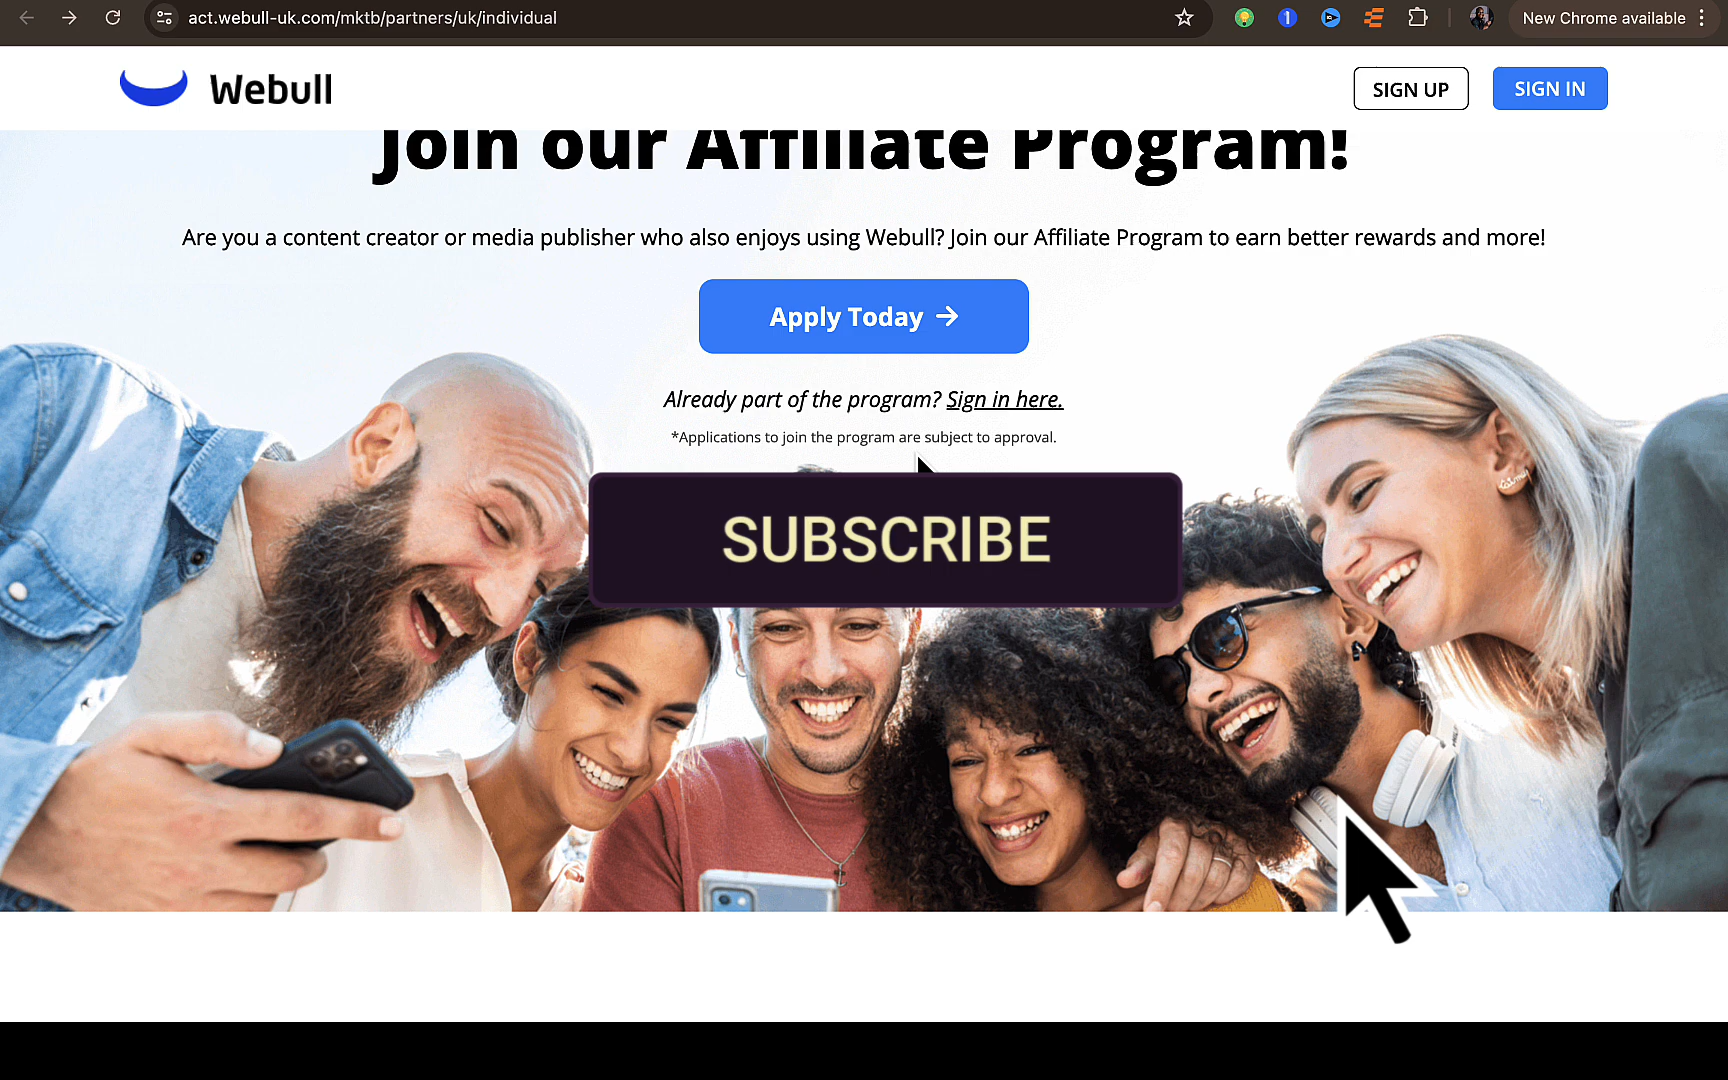 act.webull-uk.com/mktb/partners/uk/individual
New Chrome available
Webull
SIGN UP
SIGN IN
Join our Affiliate Program!
Are you a content creator or media publisher who also enjoys using Webull? Join our Affiliate Program to earn better rewards and more!
Apply Today →
Already part of the program? Sign in here.
*Applications to join the program are subject to approval.
SUBSCRIBE